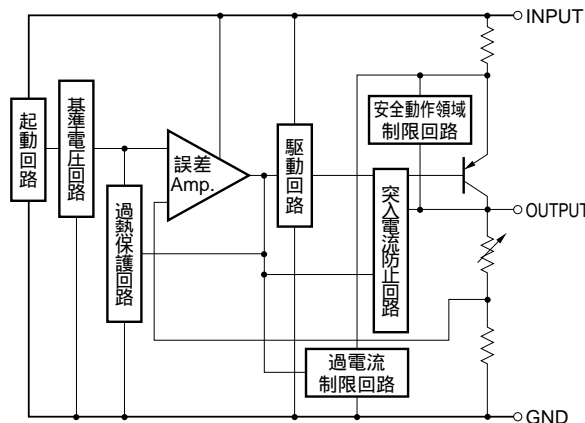 INPUT
安全動作領域
制限回路
起動回路
基準電圧回路
誤差
Amp.
駆動回路
過熱保護回路
突入電流防止回路
OUTPUT
過電流
制限回路
GND